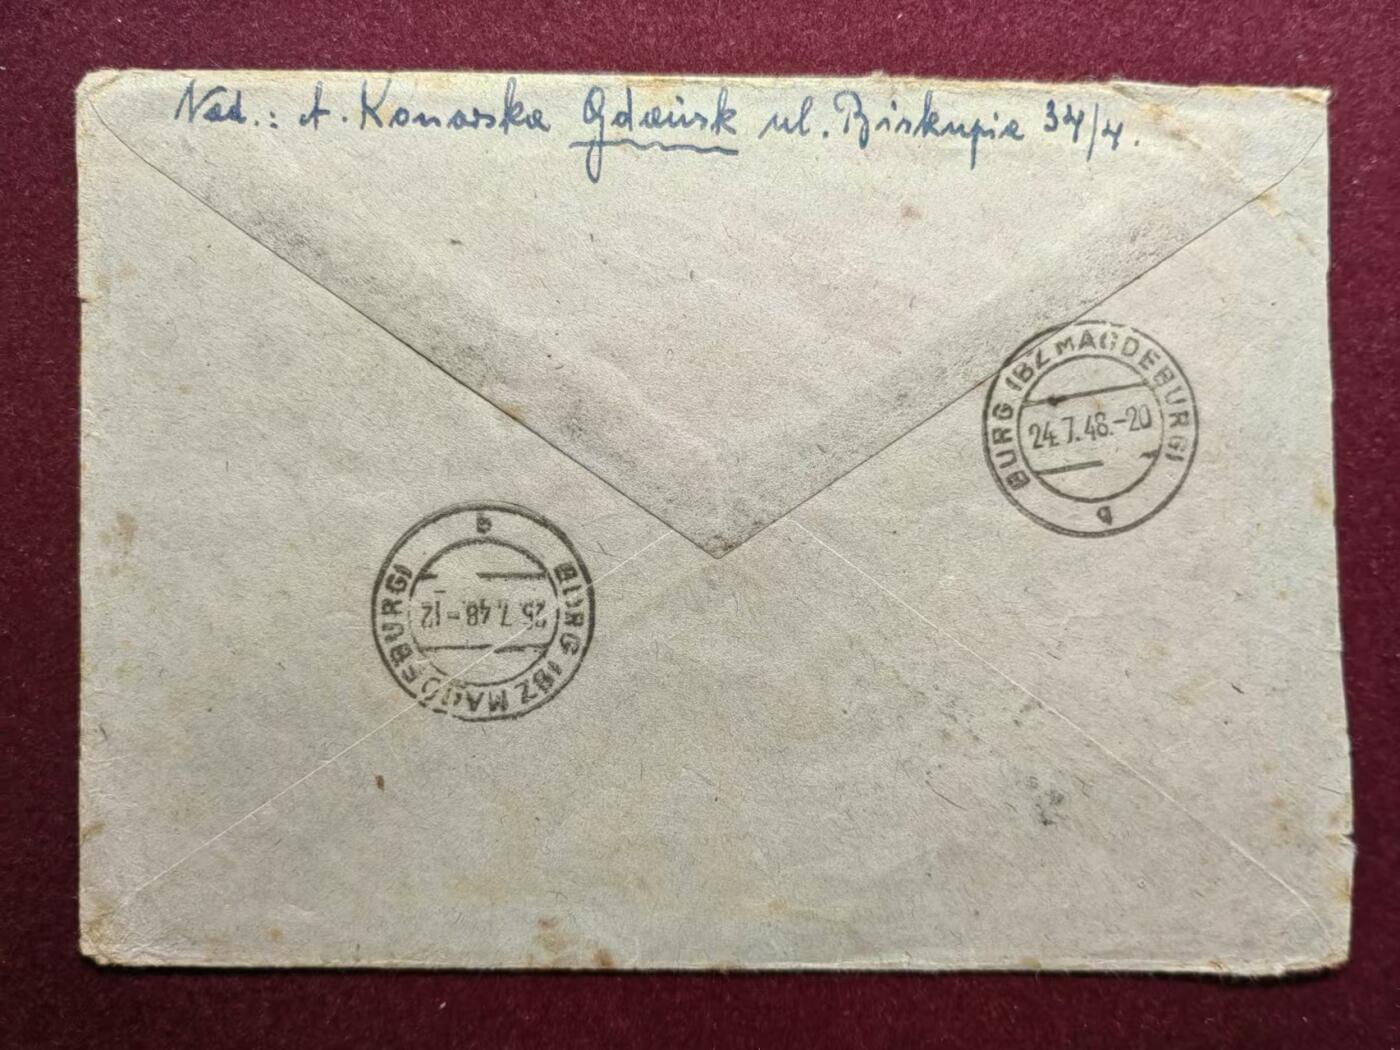 Nad.: A. Konarska Gdańsk ul. Biskupia 34/4.
BURG (BZ MAGDEBURG)
24.7.48.-20
b
b
BURG (BZ MAGDEBURG)
25.7.48.-12